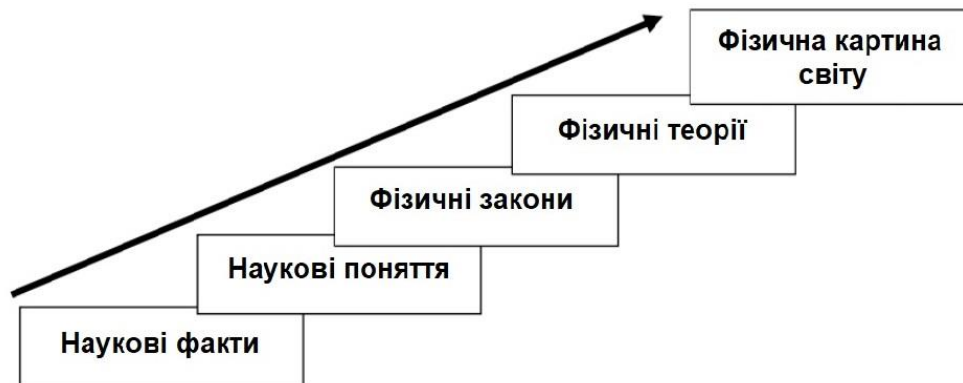 Фізична картина
світу
Фізичні теорії
Фізичні закони
Наукові поняття
Наукові факти